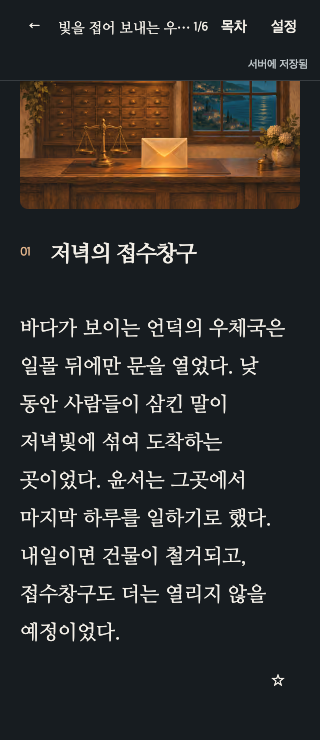 ← 빛을 접어 보내는 우… 1/6 목차 설정
서버에 저장됨
01 저녁의 접수창구
바다가 보이는 언덕의 우체국은
일몰 뒤에만 문을 열었다. 낮
동안 사람들이 삼킨 말이
저녁빛에 섞여 도착하는
곳이었다. 윤서는 그곳에서
마지막 하루를 일하기로 했다.
내일이면 건물이 철거되고,
접수창구도 더는 열리지 않을
예정이었다.
☆